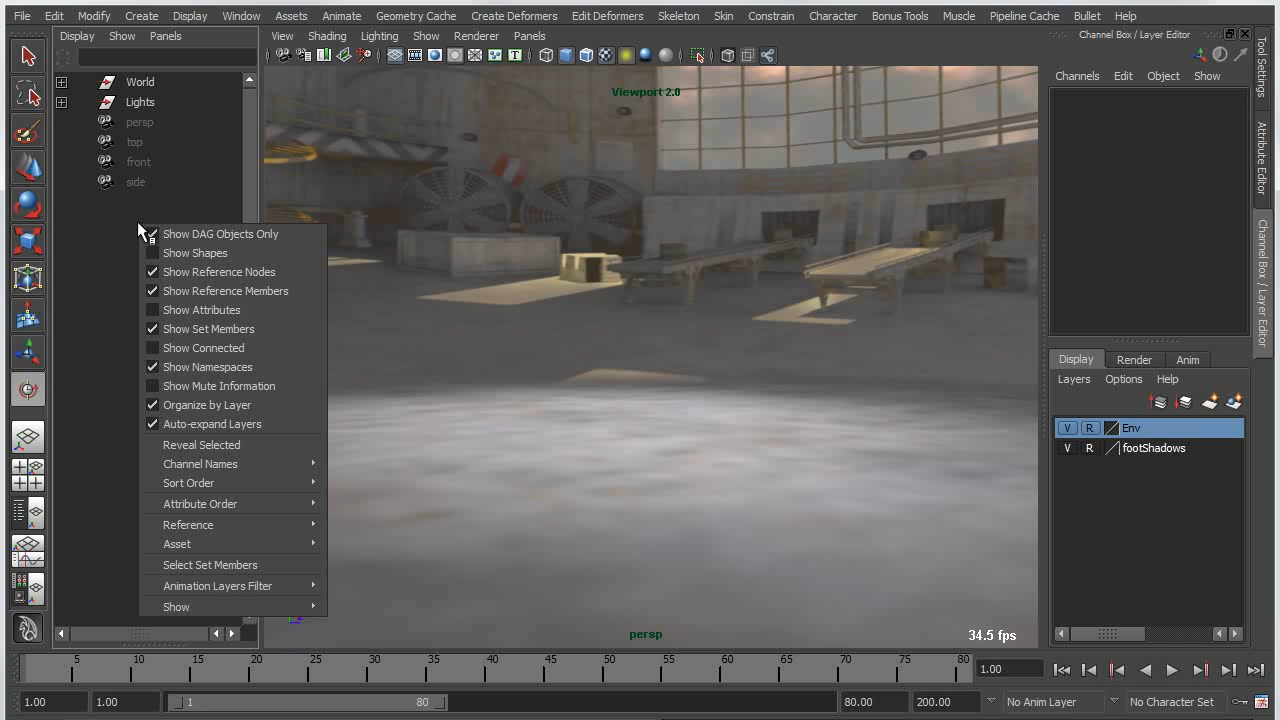 File Edit Modify Create Display Window Assets Animate Geometry Cache Create Deformers Edit Deformers Skeleton Skin Constrain Character Bonus Tools Muscle Pipeline Cache Bullet Help
Display Show Panels
View Shading Lighting Show Renderer Panels
Channel Box / Layer Editor
Channels Edit Object Show
Tool Settings
Attribute Editor
Channel Box / Layer Editor
World
Lights
persp
top
front
side
Viewport 2.0
Show DAG Objects Only
Show Shapes
Show Reference Nodes
Show Reference Members
Show Attributes
Show Set Members
Show Connected
Show Namespaces
Show Mute Information
Organize by Layer
Auto-expand Layers
Reveal Selected
Channel Names
Sort Order
Attribute Order
Reference
Asset
Select Set Members
Animation Layers Filter
Show
persp
34.5 fps
Display Render Anim
Layers Options Help
V R Env
V R footShadows
5 10 15 20 25 30 35 40 45 50 55 60 65 70 75 80
1.00
1.00 1.00 1 80 80.00 200.00 No Anim Layer No Character Set